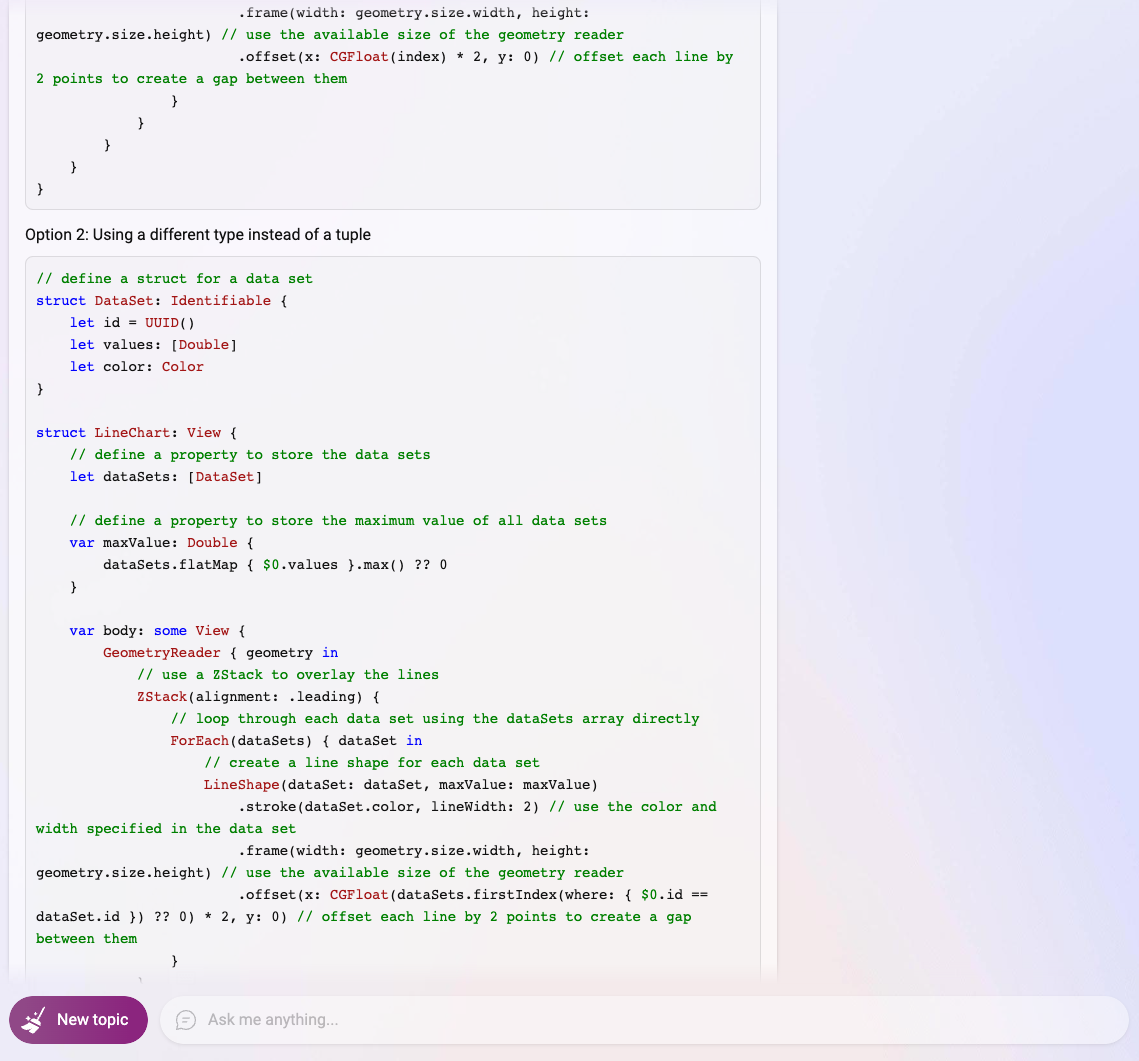 .frame(width: geometry.size.width, height:
geometry.size.height) // use the available size of the geometry reader
.offset(x: CGFloat(index) * 2, y: 0) // offset each line by
2 points to create a gap between them
}
}
}
}
}
Option 2: Using a different type instead of a tuple
// define a struct for a data set
struct DataSet: Identifiable {
let id = UUID()
let values: [Double]
let color: Color
}
struct LineChart: View {
// define a property to store the data sets
let dataSets: [DataSet]
// define a property to store the maximum value of all data sets
var maxValue: Double {
dataSets.flatMap { $0.values }.max() ?? 0
}
var body: some View {
GeometryReader { geometry in
// use a ZStack to overlay the lines
ZStack(alignment: .leading) {
// loop through each data set using the dataSets array directly
ForEach(dataSets) { dataSet in
// create a line shape for each data set
LineShape(dataSet: dataSet, maxValue: maxValue)
.stroke(dataSet.color, lineWidth: 2) // use the color and
width specified in the data set
.frame(width: geometry.size.width, height:
geometry.size.height) // use the available size of the geometry reader
.offset(x: CGFloat(dataSets.firstIndex(where: { $0.id ==
dataSet.id }) ?? 0) * 2, y: 0) // offset each line by 2 points to create a gap
between them
}
}
New topic
Ask me anything...